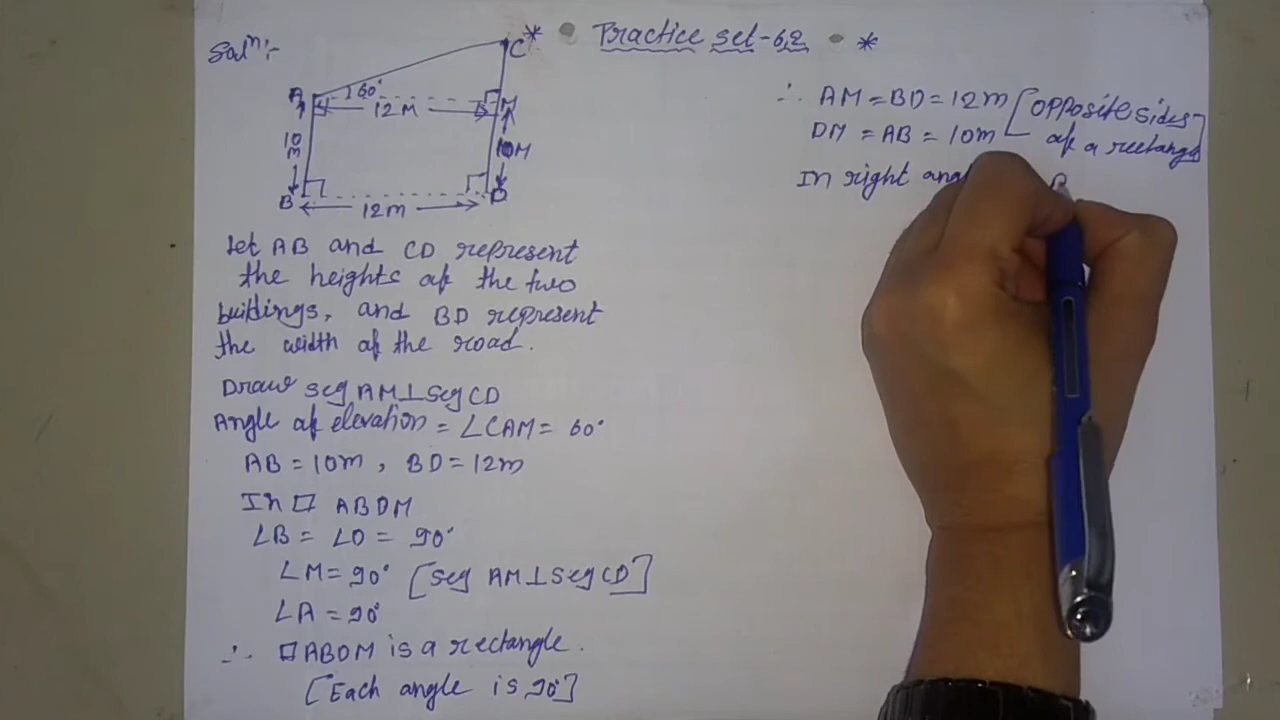 * Practice set-6.2 *
Solⁿ:-
C
A 60°
12 M M
10 M 10M
B D
12 m
Let AB and CD represent
the heights of the two
buildings, and BD represent
the width of the road.
Draw seg AM⊥seg CD
Angle of elevation = ∠CAM = 60°
AB = 10m, BD = 12m
In □ ABDM
∠B = ∠D = 90°
∠M = 90° [seg AM⊥seg CD]
∠A = 90°
∴ □ABDM is a rectangle.
[Each angle is 90°]
∴ AM = BD = 12m [opposite sides
DM = AB = 10m of a rectangle]
In right